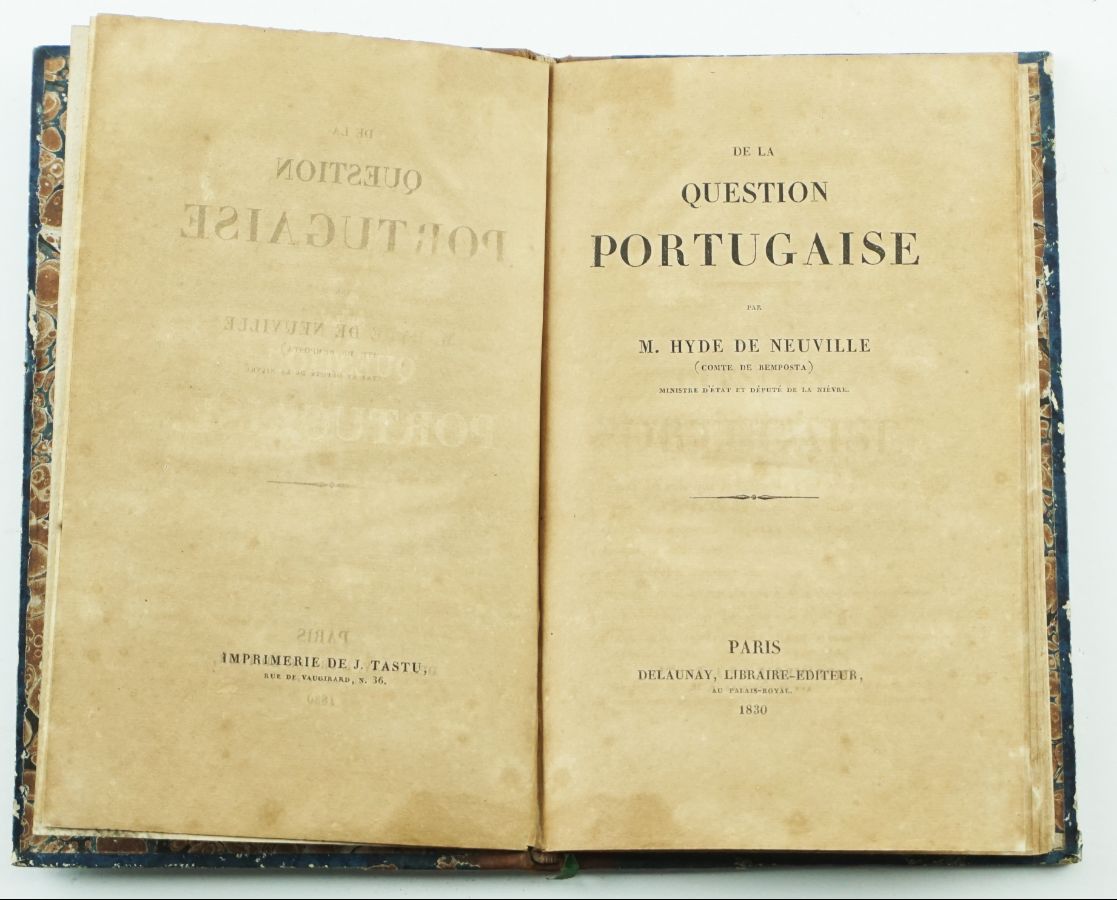 IMPRIMERIE DE J. TASTU,
RUE DE VAUGIRARD, N. 36.
DE LA
QUESTION
PORTUGAISE
PAR
M. HYDE DE NEUVILLE
(COMTE DE BEMPOSTA)
MINISTRE D'ÉTAT ET DÉPUTÉ DE LA NIÈVRE.
PARIS
DELAUNAY, LIBRAIRE-EDITEUR,
AU PALAIS-ROYAL.
1830